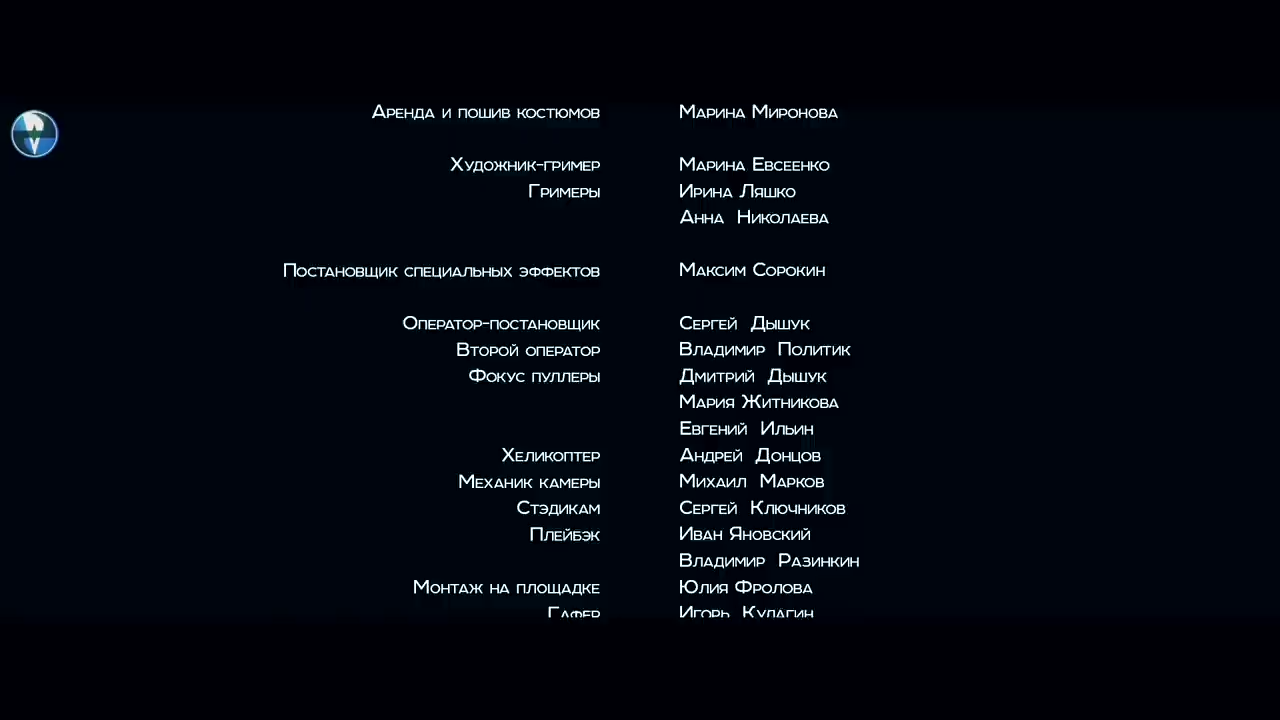 Аренда и пошив костюмов Марина Миронова
Художник-гример Марина Евсеенко
Гримеры Ирина Ляшко
Анна Николаева
Постановщик специальных эффектов Максим Сорокин
Оператор-постановщик Сергей Дышук
Второй оператор Владимир Политик
Фокус пуллеры Дмитрий Дышук
Мария Житникова
Евгений Ильин
Хеликоптер Андрей Донцов
Механик камеры Михаил Марков
Стэдикам Сергей Ключников
Плейбэк Иван Яновский
Владимир Разинкин
Монтаж на площадке Юлия Фролова
Гафер Игорь Кулагин